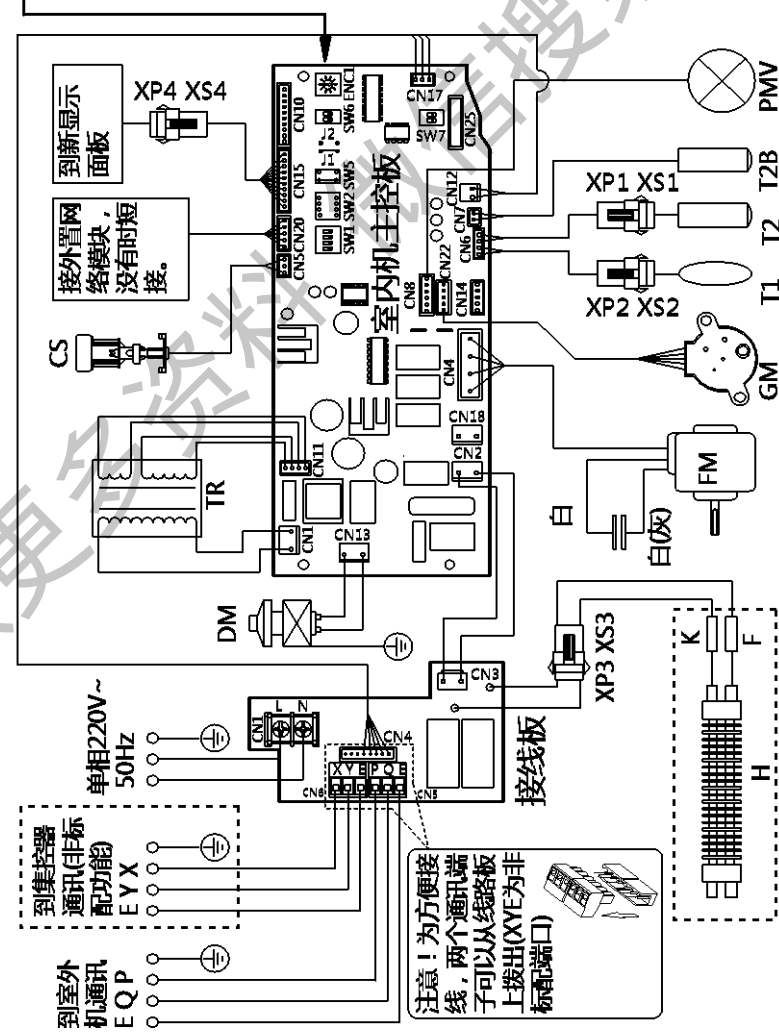 到新显示
面板
XP4 XS4
接外置网
络模块，
没有时短
接。
CS
TR
DM
单相220V~
50Hz
到集控器
通讯(非标
配功能)
E Y X
到室外
机通讯
E Q P
CN10
CN15
CN20
CN5
ENC1
SW6
SW5
SW2
SW1
室内机主控板
CN17
SW7
CN25
CN12
CN7
CN6
CN22
CN8
CN14
CN4
CN18
CN2
CN11
CN1
CN13
PMV
T2B
XP1 XS1
T2
XP2 XS2
T1
GM
FM
白
白(灰)
CN1
L N
CN3
CN4
X Y E P Q E
CN6
CN5
接线板
XP3 XS3
K
F
H
注意！为方便接
线，两个通讯端
子可以从线路板
上拨出(XYE为非
标配端口)